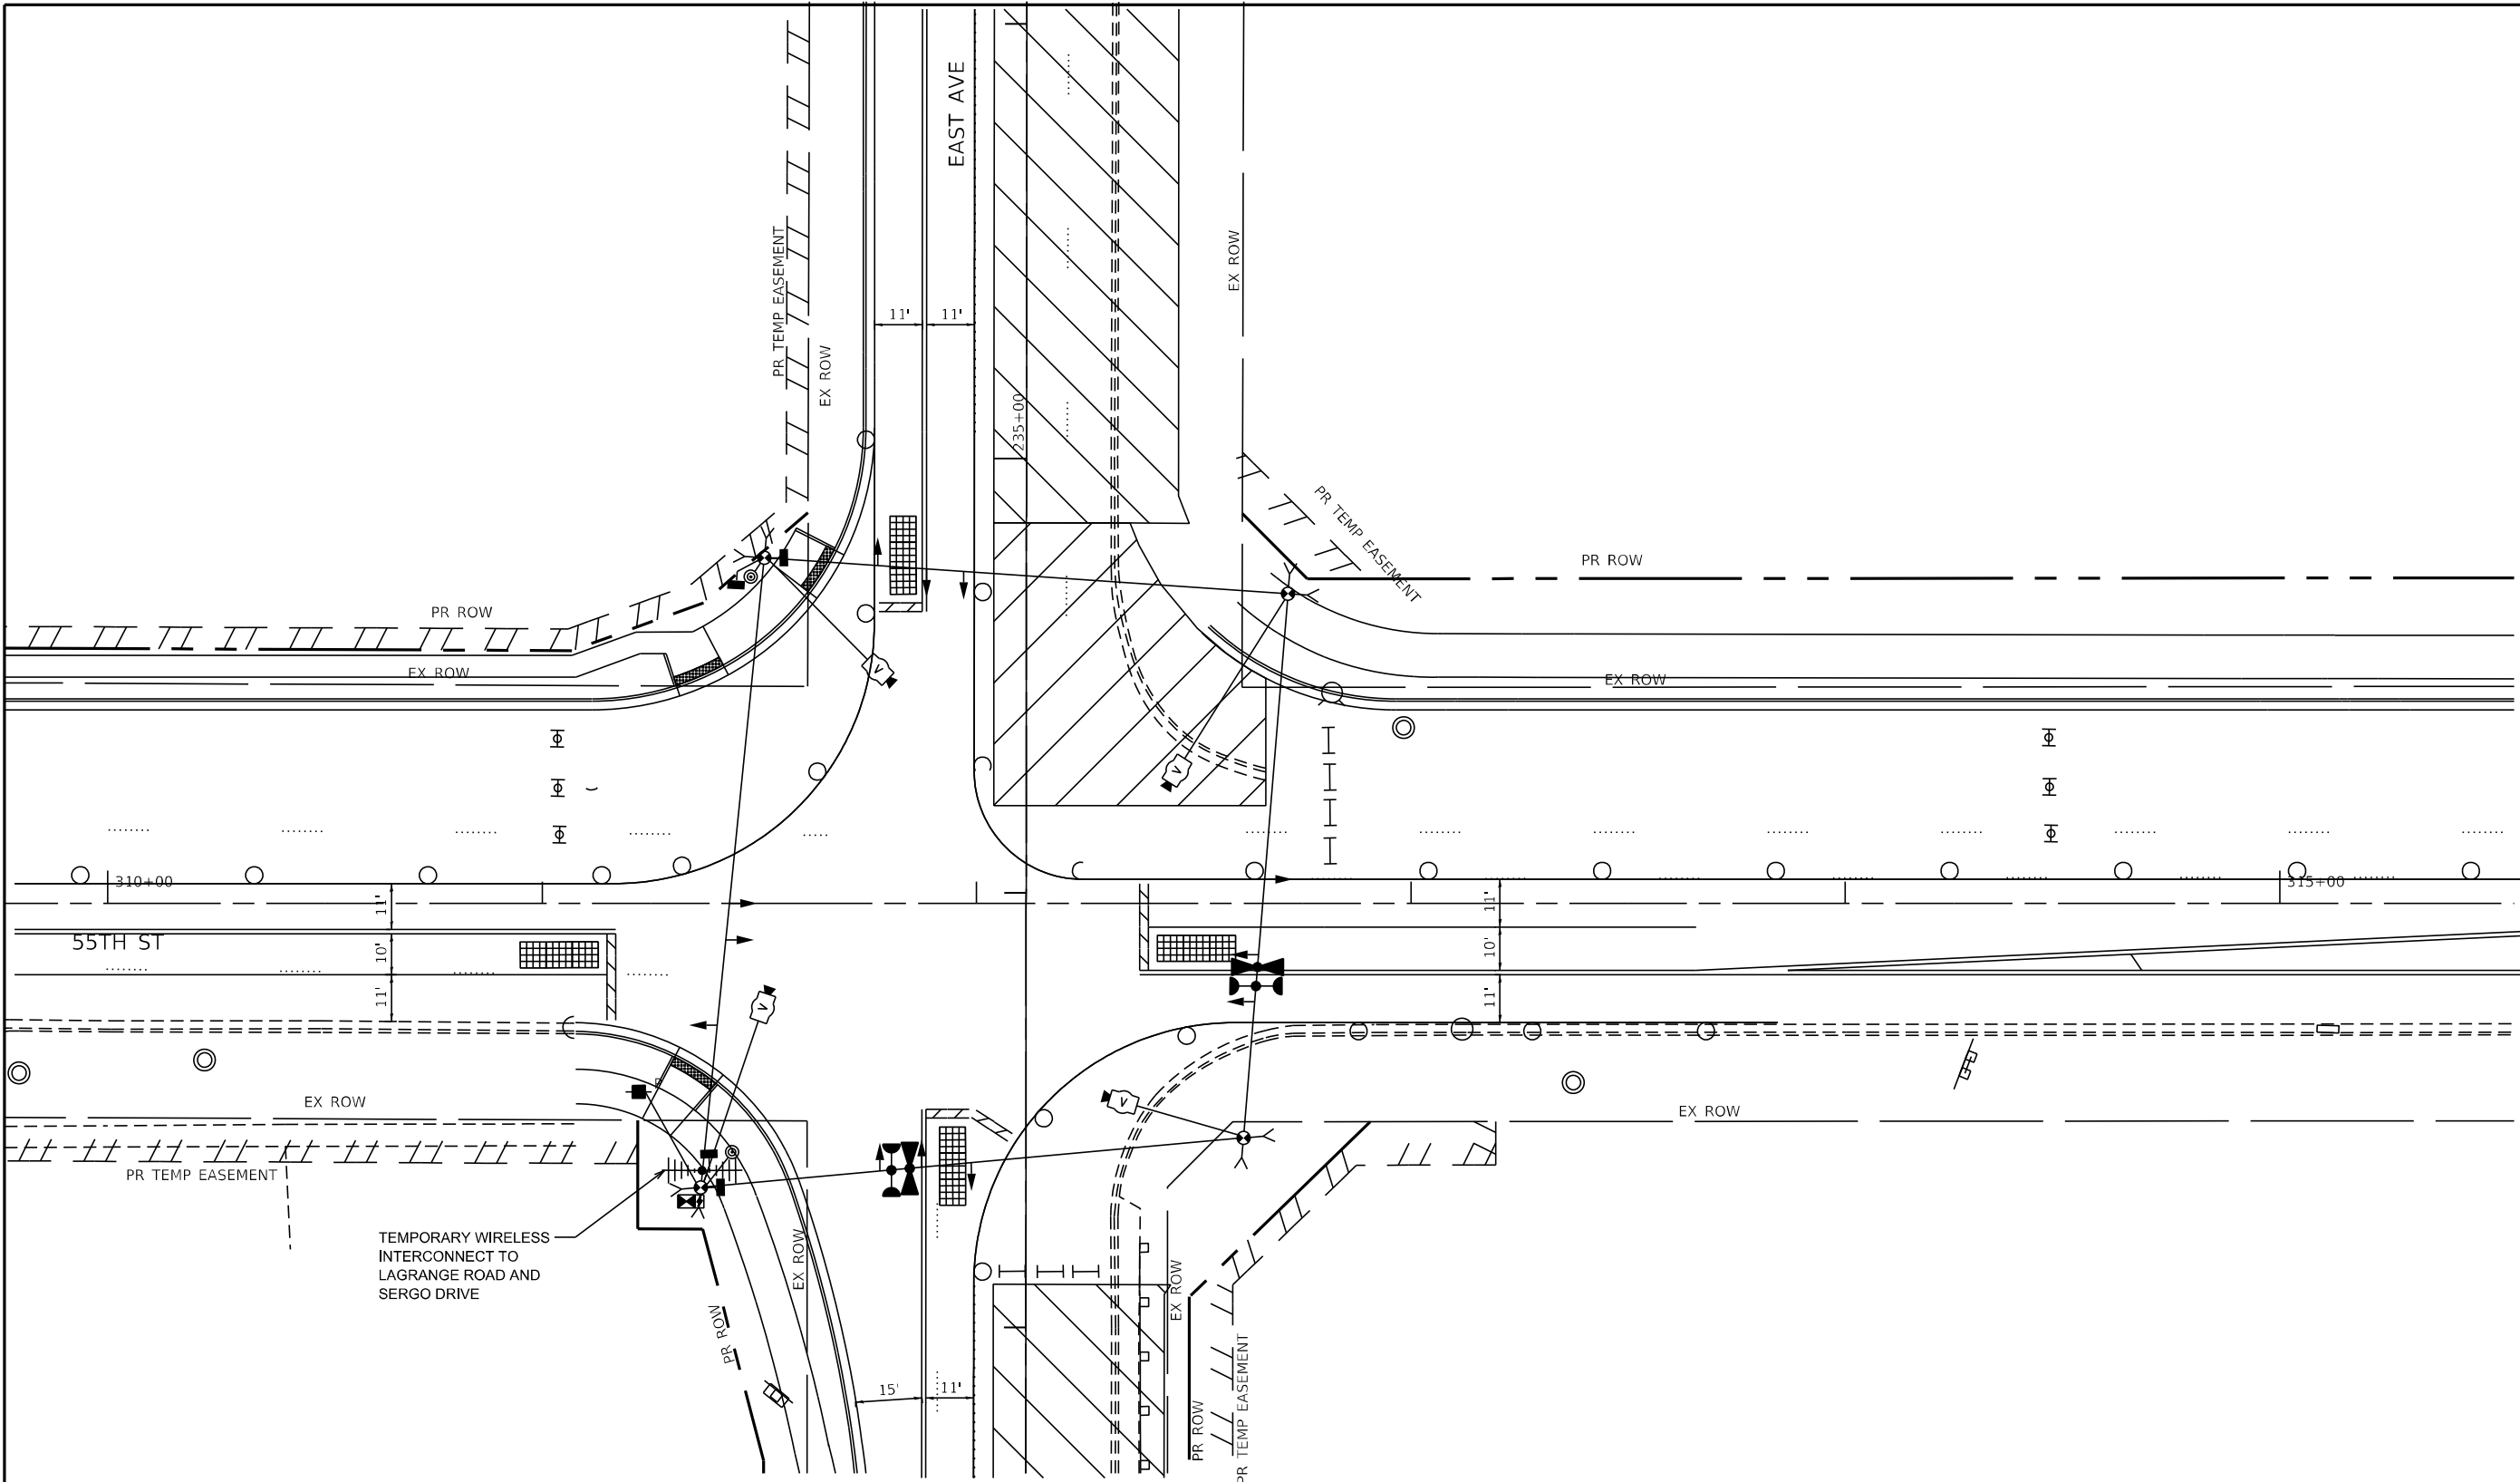 EAST AVE
PR TEMP EASEMENT
EX ROW
EX ROW
11'
11'
235+00
PR TEMP EASEMENT
PR ROW
PR ROW
EX ROW
EX ROW
V
V
310+00
315+00
11'
11'
55TH ST
10'
10'
11'
11'
V
V
P
EX ROW
EX ROW
PR TEMP EASEMENT
TEMPORARY WIRELESS
INTERCONNECT TO
LAGRANGE ROAD AND
SERGO DRIVE
EX ROW
EX ROW
PR ROW
15'
11'
PR ROW
PR TEMP EASEMENT